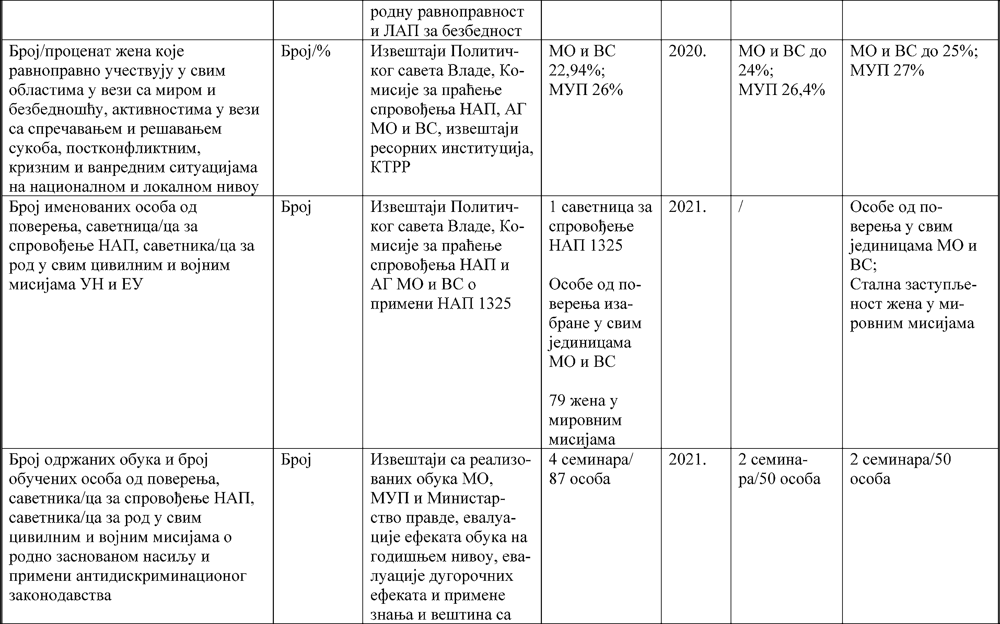 родну равноправност
и ЛАП за безбедност
Број/проценат жена које
равноправно учествују у свим
областима у вези са миром и
безбедношћу, активностима у вези
са спречавањем и решавањем
сукоба, постконфликтним,
кризним и ванредним ситуацијама
на националном и локалном нивоу
Број/%
Извештаји Политич-
ког савета Владе, Ко-
мисије за праћење
спровођења НАП, АГ
МО и ВС, извештаји
ресорних институција,
КТРР
МО и ВС
22,94%;
МУП 26%
2020.
МО и ВС до
24%;
МУП 26,4%
МО и ВС до 25%;
МУП 27%
Број именованих особа од
поверења, саветница/ца за
спровођење НАП, саветника/ца за
род у свим цивилним и војним
мисијама УН и ЕУ
Број
Извештаји Политич-
ког савета Владе, Ко-
мисије за праћење
спровођења НАП и
АГ МО и ВС о
примени НАП 1325
1 саветница за
спровођење
НАП 1325
Особе од по-
верења иза-
бране у свим
јединицама
МО и ВС
79 жена у
мировним
мисијама
2021.
/
Особе од по-
верења у свим
јединицама МО и
ВС;
Стална заступље-
ност жена у ми-
ровним мисијама
Број одржаних обука и број
обучених особа од поверења,
саветника/ца за спровођење НАП,
саветника/ца за род у свим
цивилним и војним мисијама о
родно заснованом насиљу и
примени антидискриминационог
законодавства
Број
Извештаји са реализо-
ваних обука МО,
МУП и Министар-
ство правде, евалуа-
ције ефеката обука на
годишњем нивоу, ева-
луације дугорочних
ефеката и примене
знања и вештина са
4 семинара/
87 особа
2021.
2 семина-
ра/50 особа
2 семинара/50
особа